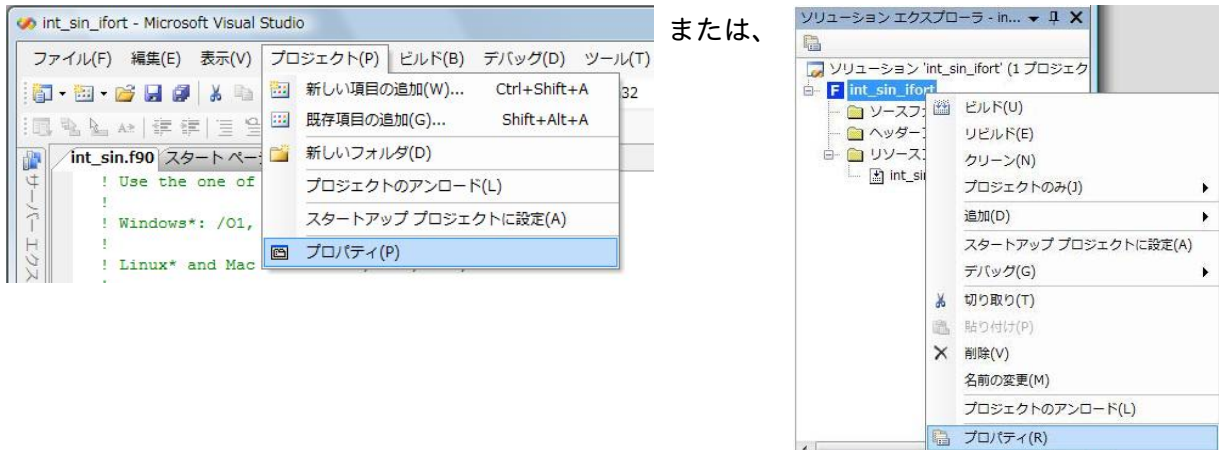 int_sin_ifort - Microsoft Visual Studio
ファイル(F) 編集(E) 表示(V) プロジェクト(P) ビルド(B) デバッグ(D) ツール(T)
新しい項目の追加(W)... Ctrl+Shift+A
32
既存項目の追加(G)... Shift+Alt+A
int_sin.f90 スタート ペー
新しいフォルダ(D)
! Use the one of
プロジェクトのアンロード(L)
!
! Windows*: /O1,
スタートアップ プロジェクトに設定(A)
!
プロパティ(P)
! Linux* and Mac
サーバー エクス
または、
ソリューション エクスプローラ - in...
ソリューション 'int_sin_ifort' (1 プロジェク
int_sin_ifort
ソースフ
ヘッダー
リソース
int_si
ビルド(U)
リビルド(E)
クリーン(N)
プロジェクトのみ(J)
追加(D)
スタートアップ プロジェクトに設定(A)
デバッグ(G)
切り取り(T)
貼り付け(P)
削除(V)
名前の変更(M)
プロジェクトのアンロード(L)
プロパティ(R)